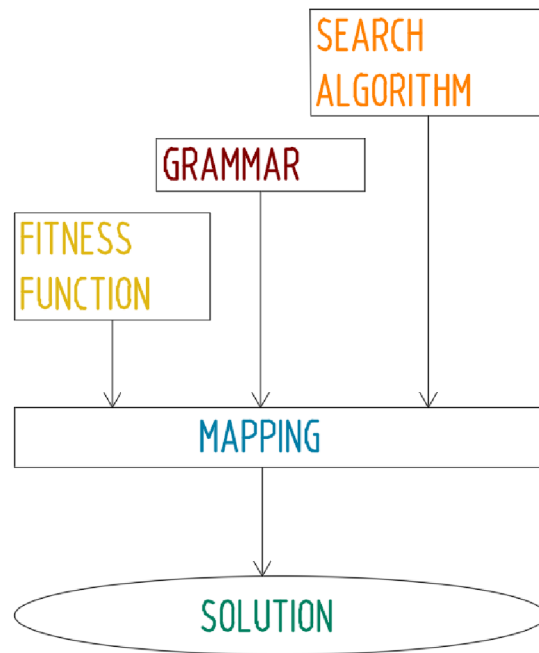 SEARCH
ALGORITHM
GRAMMAR
FITNESS
FUNCTION
MAPPING
SOLUTION